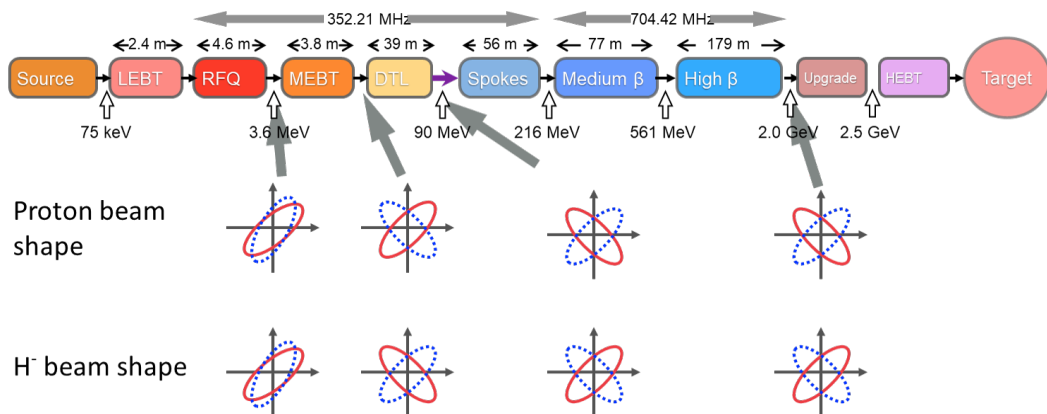 352.21 MHz 704.42 MHz
2.4 m 4.6 m 3.8 m 39 m 56 m 77 m 179 m
Source LEBT RFQ MEBT DTL Spokes Medium β High β Upgrade HEBT Target
75 keV 3.6 MeV 90 MeV 216 MeV 561 MeV 2.0 GeV 2.5 GeV
Proton beam
shape
H⁻ beam shape